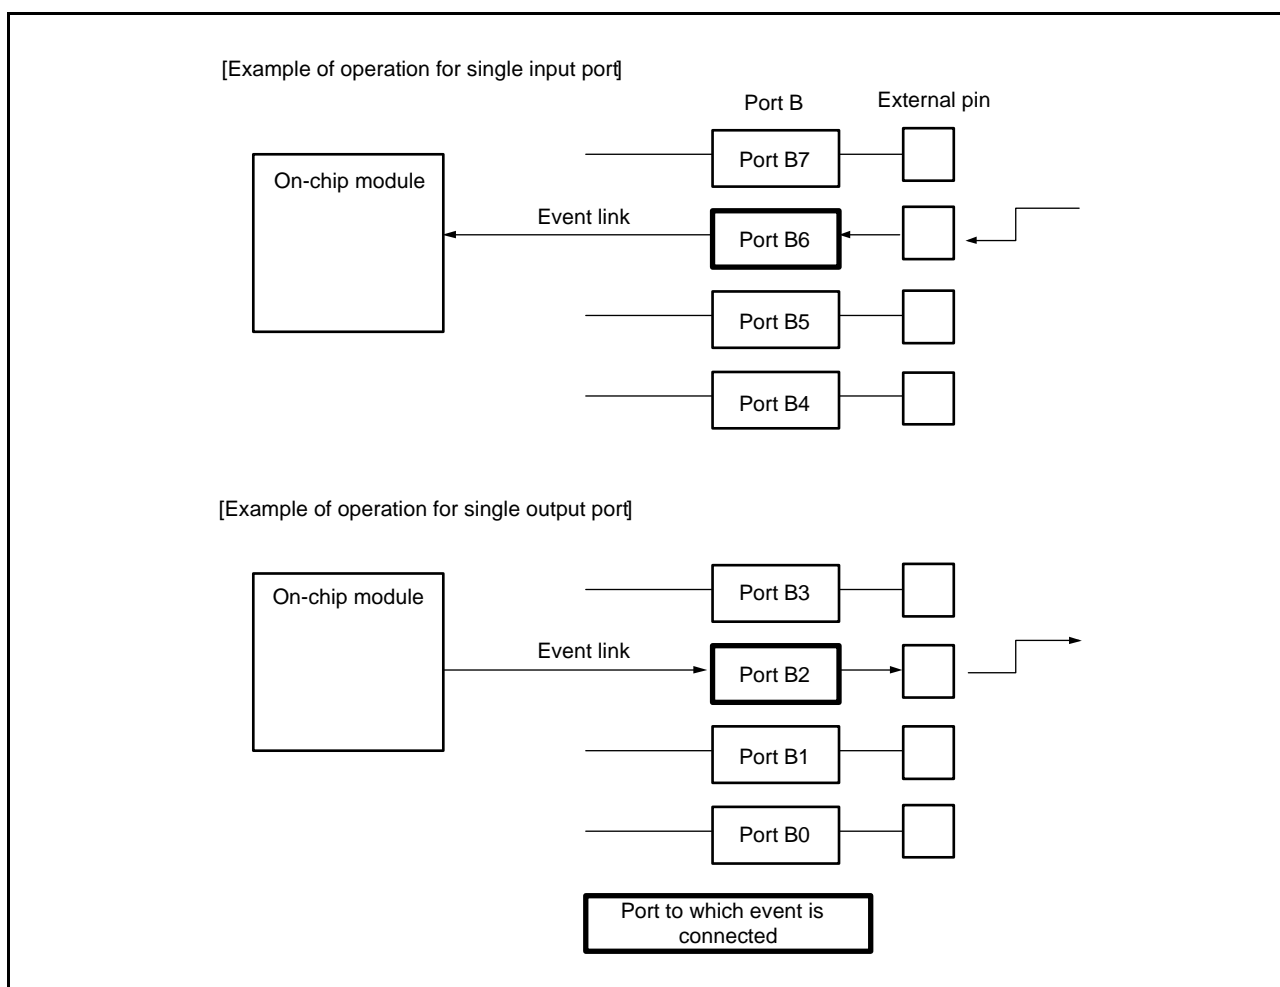 [Example of operation for single input port]
Port B
External pin
On-chip module
Port B7
Event link
Port B6
Port B5
Port B4
[Example of operation for single output port]
On-chip module
Port B3
Event link
Port B2
Port B1
Port B0
Port to which event is
connected